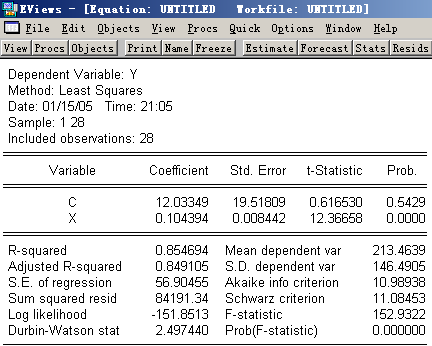 EViews - [Equation: UNTITLED Workfile: UNTITLED]
File Edit Objects View Procs Quick Options Window Help
View Procs Objects Print Name Freeze Estimate Forecast Stats Resids
Dependent Variable: Y
Method: Least Squares
Date: 01/15/05 Time: 21:05
Sample: 1 28
Included observations: 28
Variable Coefficient Std. Error t-Statistic Prob.
C 12.03349 19.51809 0.616530 0.5429
X 0.104394 0.008442 12.36658 0.0000
R-squared 0.854694 Mean dependent var 213.4639
Adjusted R-squared 0.849105 S.D. dependent var 146.4905
S.E. of regression 56.90455 Akaike info criterion 10.98938
Sum squared resid 84191.34 Schwarz criterion 11.08453
Log likelihood -151.8513 F-statistic 152.9322
Durbin-Watson stat 2.497440 Prob(F-statistic) 0.000000